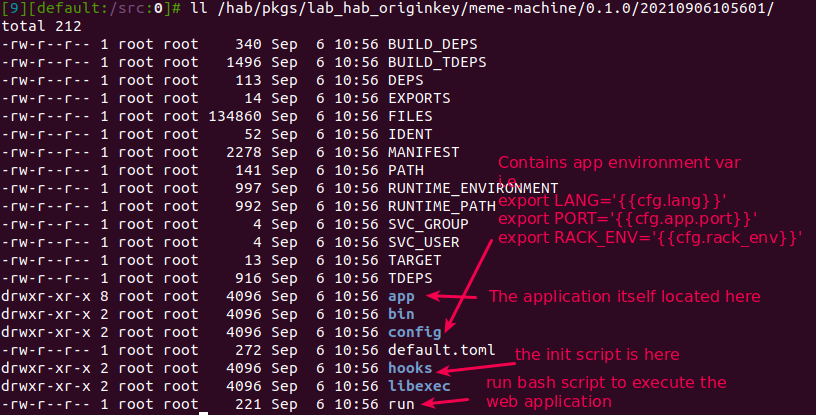 [9][default:/src:0]# ll /hab/pkgs/lab_hab_originkey/meme-machine/0.1.0/20210906105601/
total 212
-rw-r--r-- 1 root root    340 Sep  6 10:56 BUILD_DEPS
-rw-r--r-- 1 root root   1496 Sep  6 10:56 BUILD_TDEPS
-rw-r--r-- 1 root root    113 Sep  6 10:56 DEPS
-rw-r--r-- 1 root root     14 Sep  6 10:56 EXPORTS
-rw-r--r-- 1 root root 134860 Sep  6 10:56 FILES
-rw-r--r-- 1 root root     52 Sep  6 10:56 IDENT
-rw-r--r-- 1 root root   2278 Sep  6 10:56 MANIFEST
-rw-r--r-- 1 root root    141 Sep  6 10:56 PATH
-rw-r--r-- 1 root root    997 Sep  6 10:56 RUNTIME_ENVIRONMENT
-rw-r--r-- 1 root root    992 Sep  6 10:56 RUNTIME_PATH
-rw-r--r-- 1 root root      4 Sep  6 10:56 SVC_GROUP
-rw-r--r-- 1 root root      4 Sep  6 10:56 SVC_USER
-rw-r--r-- 1 root root     13 Sep  6 10:56 TARGET
-rw-r--r-- 1 root root    916 Sep  6 10:56 TDEPS
drwxr-xr-x 8 root root   4096 Sep  6 10:56 app
drwxr-xr-x 2 root root   4096 Sep  6 10:56 bin
drwxr-xr-x 2 root root   4096 Sep  6 10:56 config
-rw-r--r-- 1 root root    272 Sep  6 10:56 default.toml
drwxr-xr-x 2 root root   4096 Sep  6 10:56 hooks
drwxr-xr-x 2 root root   4096 Sep  6 10:56 libexec
-rw-r--r-- 1 root root    221 Sep  6 10:56 run
Contains app environment var
i.e
export LANG='{{cfg.lang}}'
export PORT='{{cfg.app.port}}'
export RACK_ENV='{{cfg.rack_env}}'
The application itself located here
the init script is here
run bash script to execute the
web application